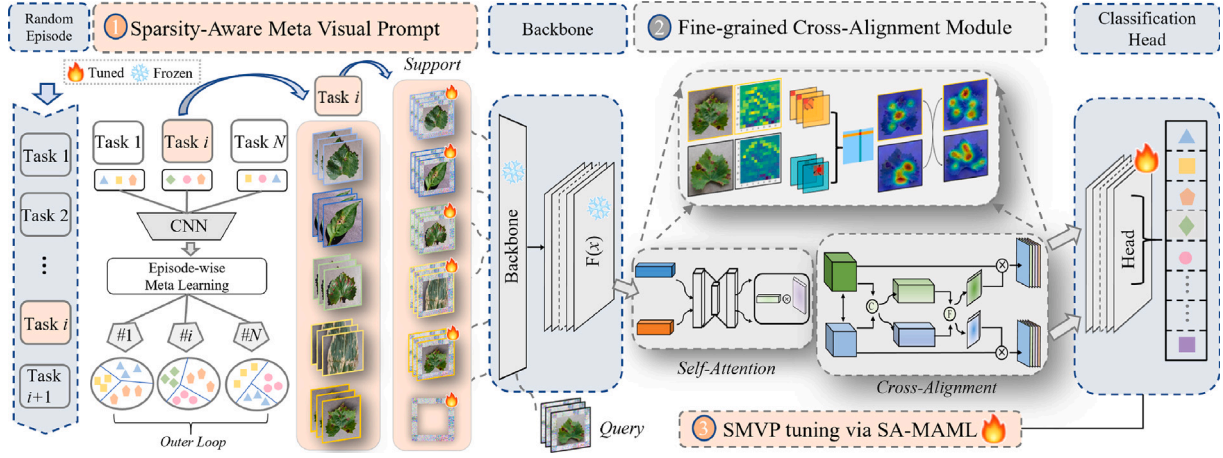 Random
Episode
1 Sparsity-Aware Meta Visual Prompt
Backbone
2 Fine-grained Cross-Alignment Module
Classification
Head
Tuned
Frozen
Task i
Support
Task 1
Task 2
...
Task i
Task
i+1
Task 1
Task i
Task N
CNN
Episode-wise
Meta Learning
#1
#i
#N
Outer Loop
Backbone
F(x)
Query
Self-Attention
C
F
Cross-Alignment
Head
3 SMVP tuning via SA-MAML